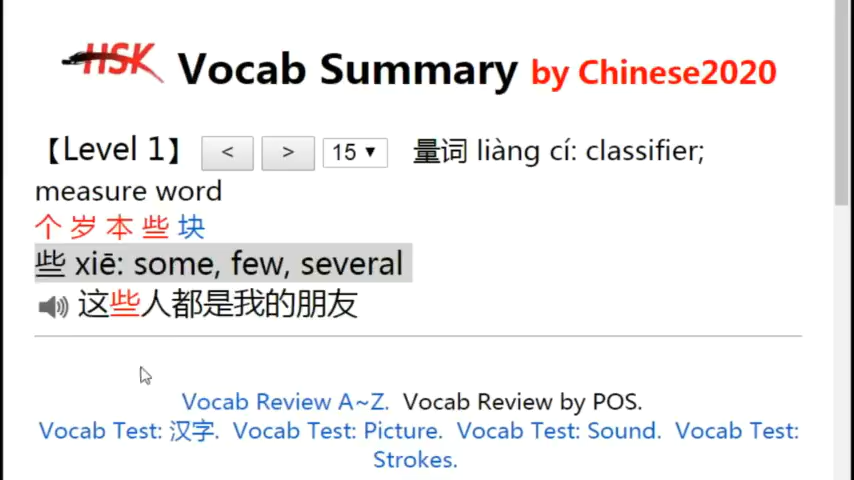 HSK Vocab Summary by Chinese2020
【Level 1】 < > 15 ▼ 量词 liàng cí: classifier;
measure word
个 岁 本 些 块
些 xiē: some, few, several
这些人都是我的朋友
Vocab Review A~Z. Vocab Review by POS.
Vocab Test: 汉字. Vocab Test: Picture. Vocab Test: Sound. Vocab Test:
Strokes.